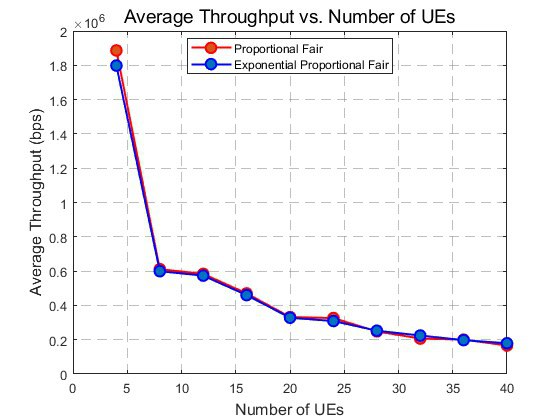 Average Throughput vs. Number of UEs
×10⁶
Proportional Fair
Exponential Proportional Fair
2
1.8
1.6
1.4
1.2
1
0.8
0.6
0.4
0.2
0
Average Throughput (bps)
0 5 10 15 20 25 30 35 40
Number of UEs